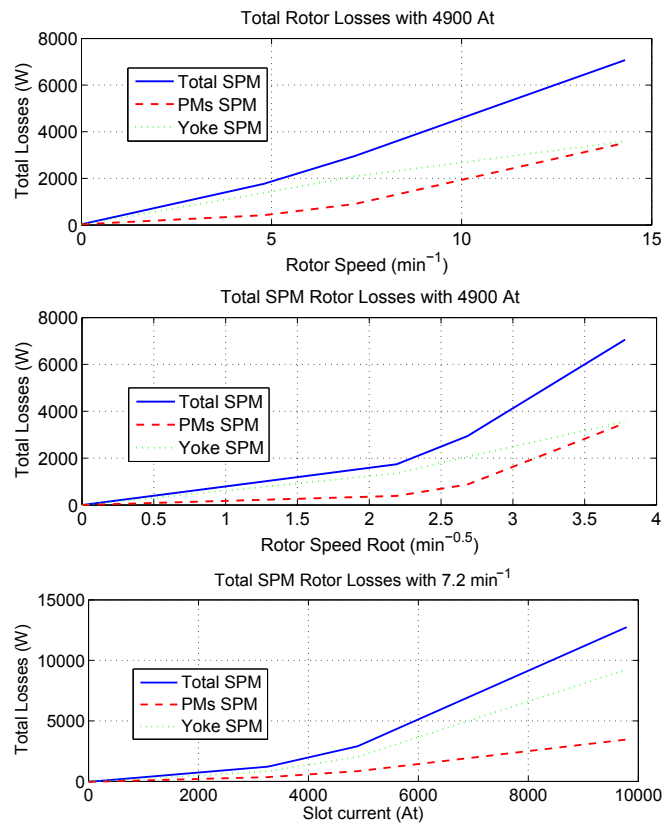 Total Rotor Losses with 4900 At
8000
6000
4000
2000
0
Total Losses (W)
Total SPM
PMs SPM
Yoke SPM
0 5 10 15
Rotor Speed (min⁻¹)
Total SPM Rotor Losses with 4900 At
8000
6000
4000
2000
0
Total Losses (W)
Total SPM
PMs SPM
Yoke SPM
0 0.5 1 1.5 2 2.5 3 3.5 4
Rotor Speed Root (min⁻⁰·⁵)
Total SPM Rotor Losses with 7.2 min⁻¹
15000
10000
5000
0
Total Losses (W)
Total SPM
PMs SPM
Yoke SPM
0 2000 4000 6000 8000 10000
Slot current (At)